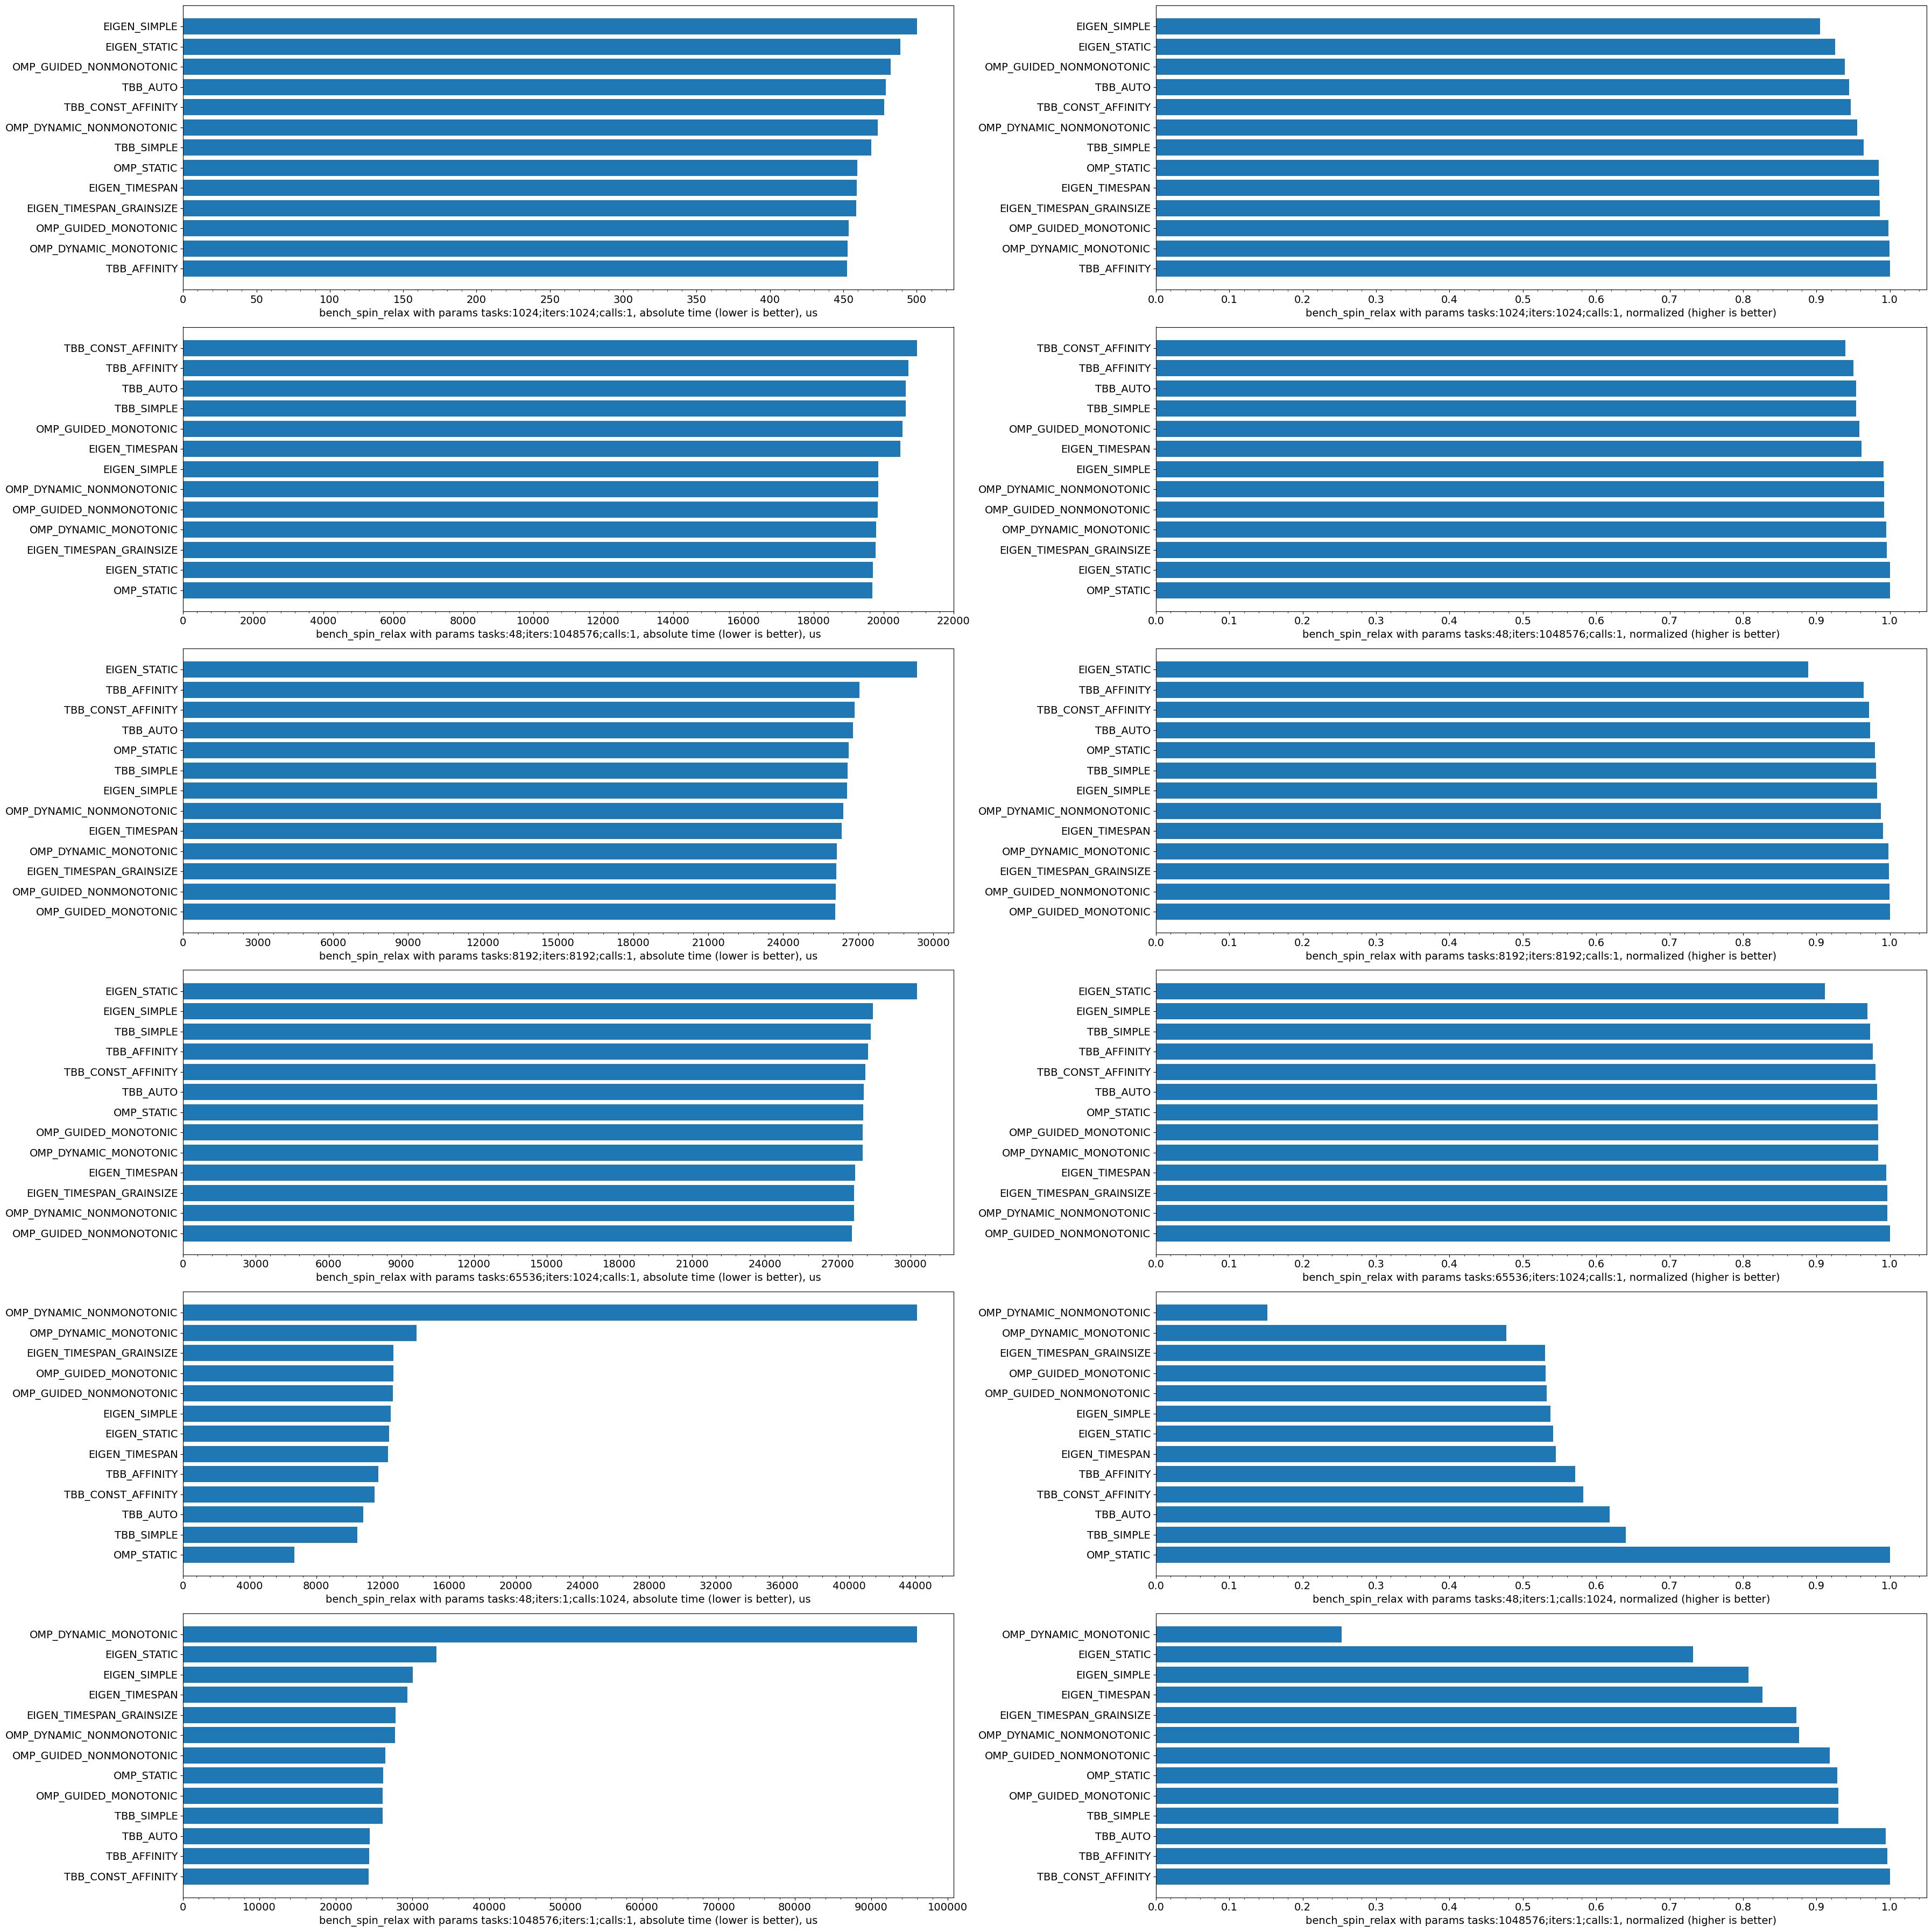 EIGEN_SIMPLE
EIGEN_STATIC
OMP_GUIDED_NONMONOTONIC
TBB_AUTO
TBB_CONST_AFFINITY
OMP_DYNAMIC_NONMONOTONIC
TBB_SIMPLE
OMP_STATIC
EIGEN_TIMESPAN
EIGEN_TIMESPAN_GRAINSIZE
OMP_GUIDED_MONOTONIC
OMP_DYNAMIC_MONOTONIC
TBB_AFFINITY
0 50 100 150 200 250 300 350 400 450 500
bench_spin_relax with params tasks:1024;iters:1024;calls:1, absolute time (lower is better), us
EIGEN_SIMPLE
EIGEN_STATIC
OMP_GUIDED_NONMONOTONIC
TBB_AUTO
TBB_CONST_AFFINITY
OMP_DYNAMIC_NONMONOTONIC
TBB_SIMPLE
OMP_STATIC
EIGEN_TIMESPAN
EIGEN_TIMESPAN_GRAINSIZE
OMP_GUIDED_MONOTONIC
OMP_DYNAMIC_MONOTONIC
TBB_AFFINITY
0.0 0.1 0.2 0.3 0.4 0.5 0.6 0.7 0.8 0.9 1.0
bench_spin_relax with params tasks:1024;iters:1024;calls:1, normalized (higher is better)
TBB_CONST_AFFINITY
TBB_AFFINITY
TBB_AUTO
TBB_SIMPLE
OMP_GUIDED_MONOTONIC
EIGEN_TIMESPAN
EIGEN_SIMPLE
OMP_DYNAMIC_NONMONOTONIC
OMP_GUIDED_NONMONOTONIC
OMP_DYNAMIC_MONOTONIC
EIGEN_TIMESPAN_GRAINSIZE
EIGEN_STATIC
OMP_STATIC
0 2000 4000 6000 8000 10000 12000 14000 16000 18000 20000 22000
bench_spin_relax with params tasks:48;iters:1048576;calls:1, absolute time (lower is better), us
TBB_CONST_AFFINITY
TBB_AFFINITY
TBB_AUTO
TBB_SIMPLE
OMP_GUIDED_MONOTONIC
EIGEN_TIMESPAN
EIGEN_SIMPLE
OMP_DYNAMIC_NONMONOTONIC
OMP_GUIDED_NONMONOTONIC
OMP_DYNAMIC_MONOTONIC
EIGEN_TIMESPAN_GRAINSIZE
EIGEN_STATIC
OMP_STATIC
0.0 0.1 0.2 0.3 0.4 0.5 0.6 0.7 0.8 0.9 1.0
bench_spin_relax with params tasks:48;iters:1048576;calls:1, normalized (higher is better)
EIGEN_STATIC
TBB_AFFINITY
TBB_CONST_AFFINITY
TBB_AUTO
OMP_STATIC
TBB_SIMPLE
EIGEN_SIMPLE
OMP_DYNAMIC_NONMONOTONIC
EIGEN_TIMESPAN
OMP_DYNAMIC_MONOTONIC
EIGEN_TIMESPAN_GRAINSIZE
OMP_GUIDED_NONMONOTONIC
OMP_GUIDED_MONOTONIC
0 3000 6000 9000 12000 15000 18000 21000 24000 27000 30000
bench_spin_relax with params tasks:8192;iters:8192;calls:1, absolute time (lower is better), us
EIGEN_STATIC
TBB_AFFINITY
TBB_CONST_AFFINITY
TBB_AUTO
OMP_STATIC
TBB_SIMPLE
EIGEN_SIMPLE
OMP_DYNAMIC_NONMONOTONIC
EIGEN_TIMESPAN
OMP_DYNAMIC_MONOTONIC
EIGEN_TIMESPAN_GRAINSIZE
OMP_GUIDED_NONMONOTONIC
OMP_GUIDED_MONOTONIC
0.0 0.1 0.2 0.3 0.4 0.5 0.6 0.7 0.8 0.9 1.0
bench_spin_relax with params tasks:8192;iters:8192;calls:1, normalized (higher is better)
EIGEN_STATIC
EIGEN_SIMPLE
TBB_SIMPLE
TBB_AFFINITY
TBB_CONST_AFFINITY
TBB_AUTO
OMP_STATIC
OMP_GUIDED_MONOTONIC
OMP_DYNAMIC_MONOTONIC
EIGEN_TIMESPAN
EIGEN_TIMESPAN_GRAINSIZE
OMP_DYNAMIC_NONMONOTONIC
OMP_GUIDED_NONMONOTONIC
0 3000 6000 9000 12000 15000 18000 21000 24000 27000 30000
bench_spin_relax with params tasks:65536;iters:1024;calls:1, absolute time (lower is better), us
EIGEN_STATIC
EIGEN_SIMPLE
TBB_SIMPLE
TBB_AFFINITY
TBB_CONST_AFFINITY
TBB_AUTO
OMP_STATIC
OMP_GUIDED_MONOTONIC
OMP_DYNAMIC_MONOTONIC
EIGEN_TIMESPAN
EIGEN_TIMESPAN_GRAINSIZE
OMP_DYNAMIC_NONMONOTONIC
OMP_GUIDED_NONMONOTONIC
0.0 0.1 0.2 0.3 0.4 0.5 0.6 0.7 0.8 0.9 1.0
bench_spin_relax with params tasks:65536;iters:1024;calls:1, normalized (higher is better)
OMP_DYNAMIC_NONMONOTONIC
OMP_DYNAMIC_MONOTONIC
EIGEN_TIMESPAN_GRAINSIZE
OMP_GUIDED_MONOTONIC
OMP_GUIDED_NONMONOTONIC
EIGEN_SIMPLE
EIGEN_STATIC
EIGEN_TIMESPAN
TBB_AFFINITY
TBB_CONST_AFFINITY
TBB_AUTO
TBB_SIMPLE
OMP_STATIC
0 4000 8000 12000 16000 20000 24000 28000 32000 36000 40000 44000
bench_spin_relax with params tasks:48;iters:1;calls:1024, absolute time (lower is better), us
OMP_DYNAMIC_NONMONOTONIC
OMP_DYNAMIC_MONOTONIC
EIGEN_TIMESPAN_GRAINSIZE
OMP_GUIDED_MONOTONIC
OMP_GUIDED_NONMONOTONIC
EIGEN_SIMPLE
EIGEN_STATIC
EIGEN_TIMESPAN
TBB_AFFINITY
TBB_CONST_AFFINITY
TBB_AUTO
TBB_SIMPLE
OMP_STATIC
0.0 0.1 0.2 0.3 0.4 0.5 0.6 0.7 0.8 0.9 1.0
bench_spin_relax with params tasks:48;iters:1;calls:1024, normalized (higher is better)
OMP_DYNAMIC_MONOTONIC
EIGEN_STATIC
EIGEN_SIMPLE
EIGEN_TIMESPAN
EIGEN_TIMESPAN_GRAINSIZE
OMP_DYNAMIC_NONMONOTONIC
OMP_GUIDED_NONMONOTONIC
OMP_STATIC
OMP_GUIDED_MONOTONIC
TBB_SIMPLE
TBB_AUTO
TBB_AFFINITY
TBB_CONST_AFFINITY
0 10000 20000 30000 40000 50000 60000 70000 80000 90000 100000
bench_spin_relax with params tasks:1048576;iters:1;calls:1, absolute time (lower is better), us
OMP_DYNAMIC_MONOTONIC
EIGEN_STATIC
EIGEN_SIMPLE
EIGEN_TIMESPAN
EIGEN_TIMESPAN_GRAINSIZE
OMP_DYNAMIC_NONMONOTONIC
OMP_GUIDED_NONMONOTONIC
OMP_STATIC
OMP_GUIDED_MONOTONIC
TBB_SIMPLE
TBB_AUTO
TBB_AFFINITY
TBB_CONST_AFFINITY
0.0 0.1 0.2 0.3 0.4 0.5 0.6 0.7 0.8 0.9 1.0
bench_spin_relax with params tasks:1048576;iters:1;calls:1, normalized (higher is better)